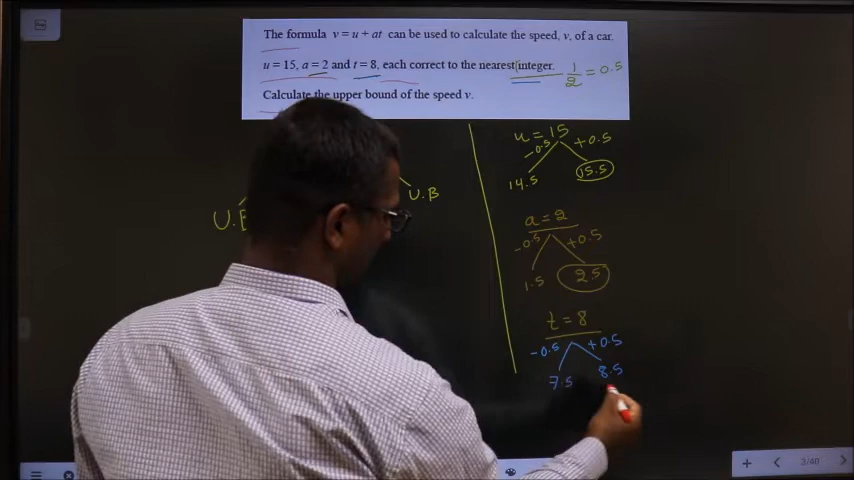 The formula v = u + at can be used to calculate the speed, v, of a car.
u = 15, a = 2 and t = 8, each correct to the nearest integer.
1/2 = 0.5
Calculate the upper bound of the speed v.
u = 15
-0.5 +0.5
14.5 15.5
U.B
U.B
a = 2
-0.5 +0.5
1.5 2.5
t = 8
-0.5 +0.5
7.5 8.5
3/40